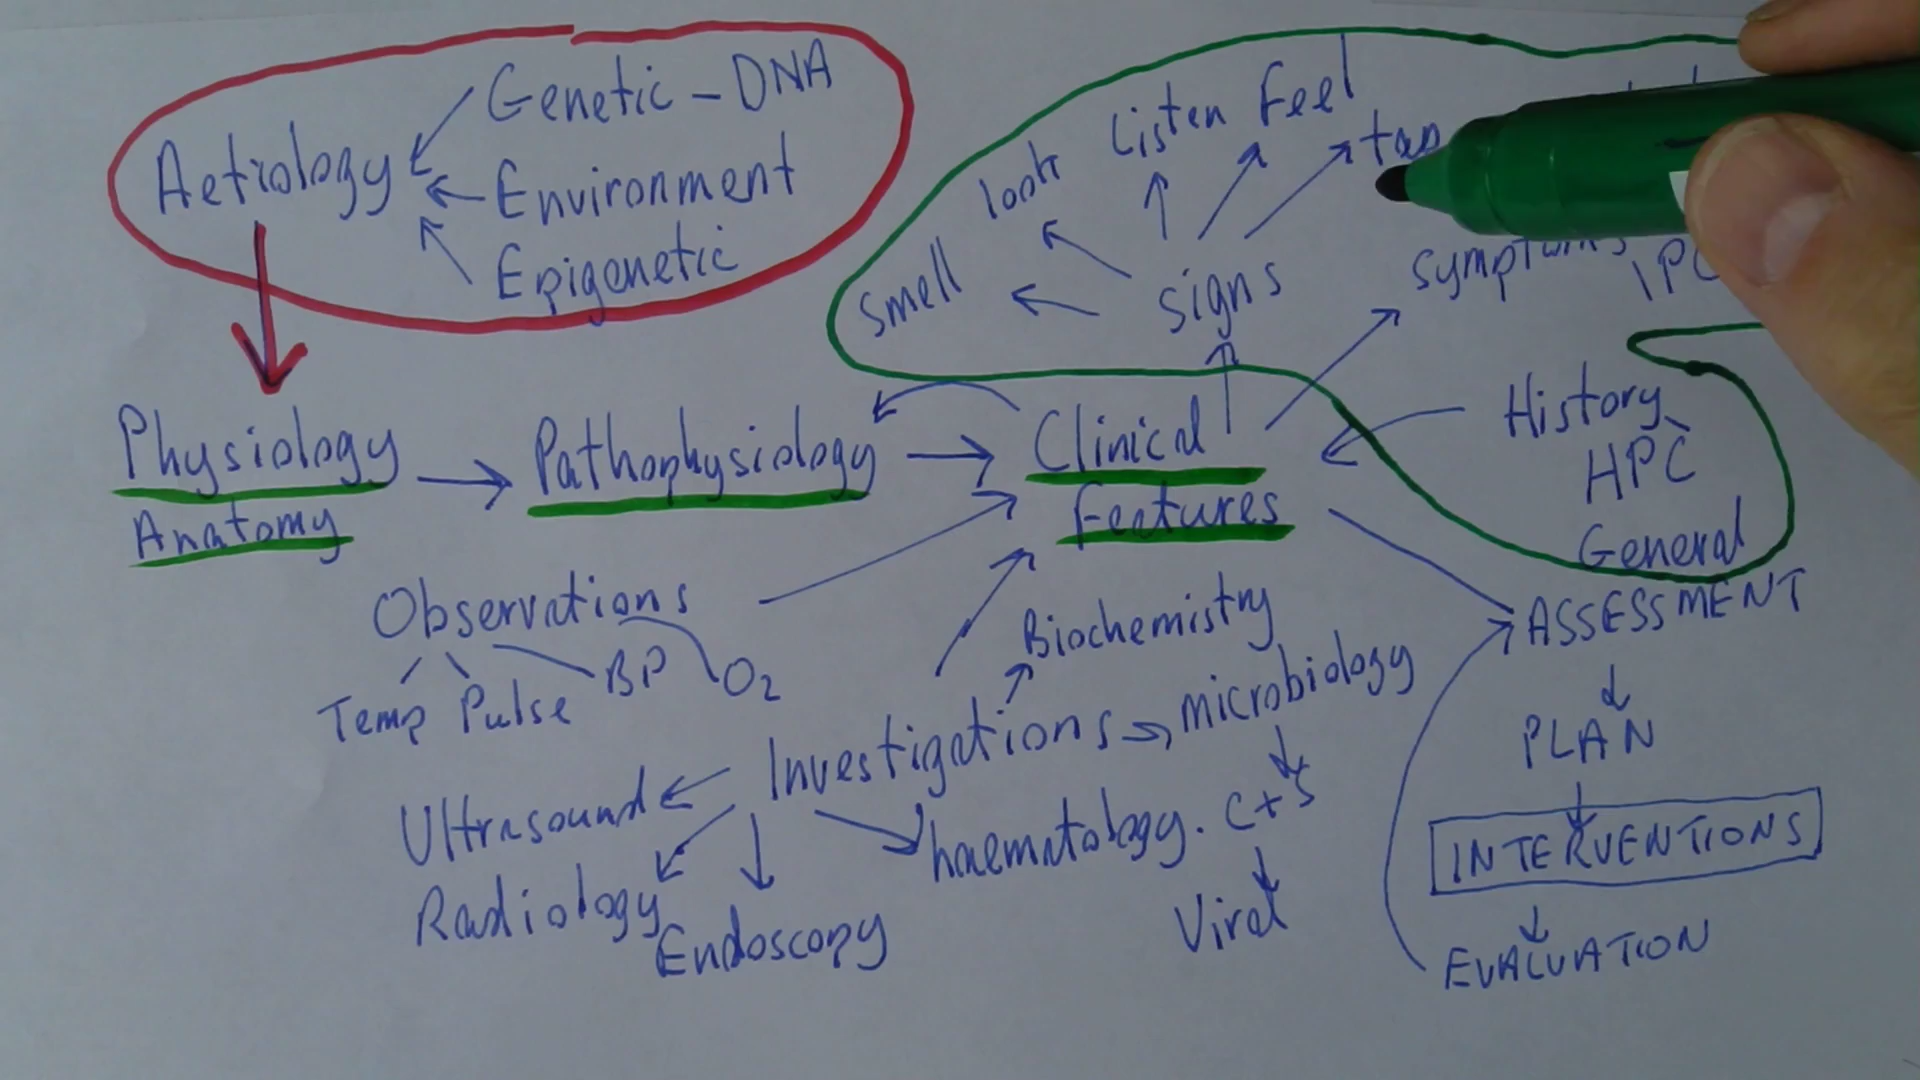 Genetic - DNA
Aetiology
Environment
Epigenetic
Listen
Feel
tap
look
smell
signs
symptoms
Physiology
Anatomy
Pathophysiology
Clinical
Features
History
HPC
General
Observations
Temp
Pulse
BP
O2
Biochemistry
microbiology
Investigations
c+s
Viral
haematology.
Ultrasound
Radiology
Endoscopy
ASSESSMENT
PLAN
INTERVENTIONS
EVALUATION